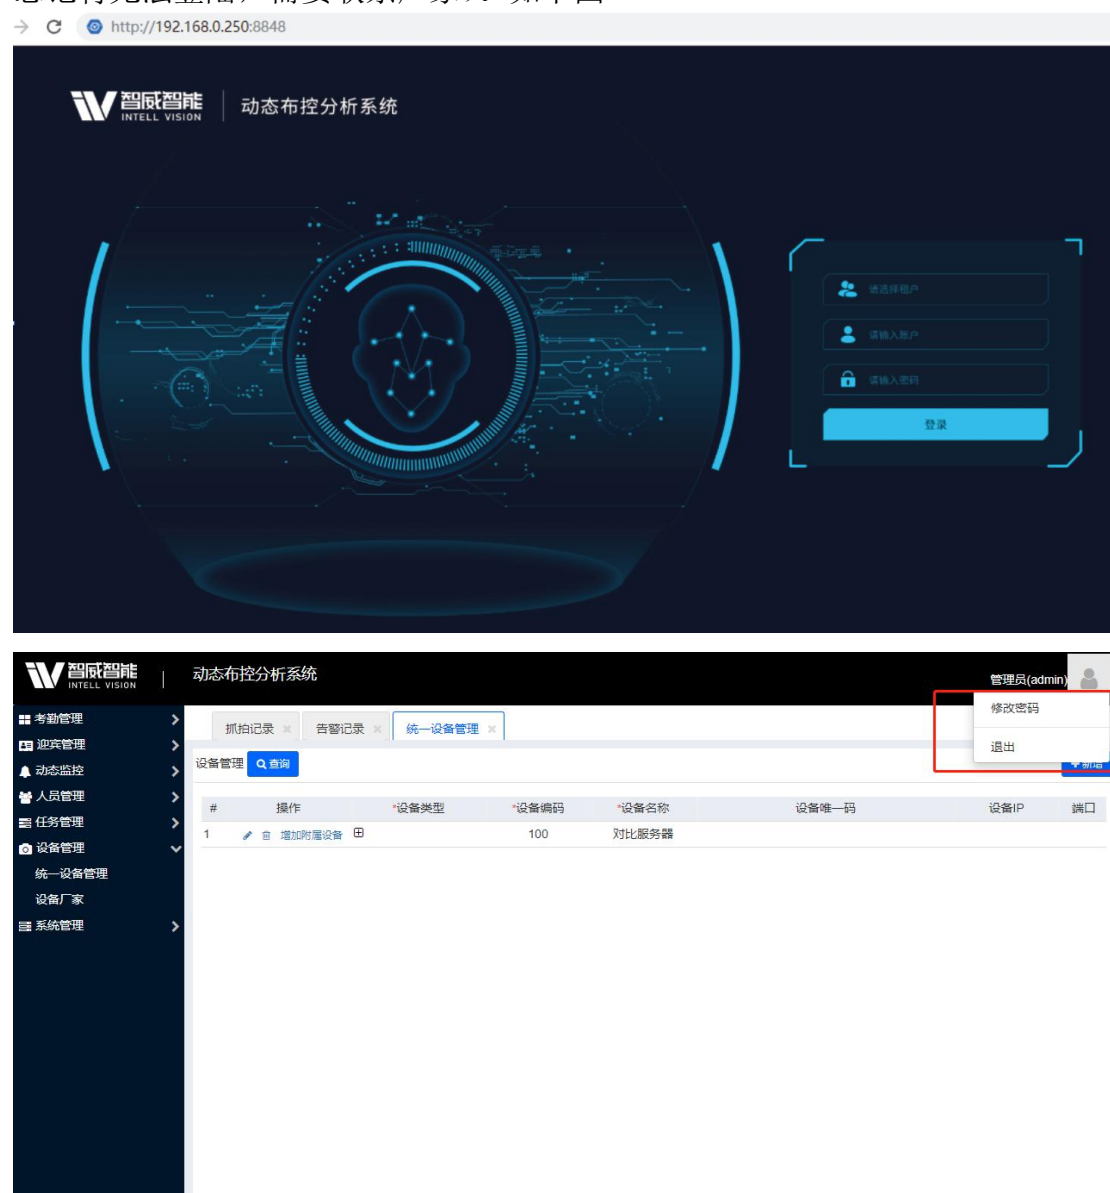 http://192.168.0.250:8848
智威智能
INTELL VISION
动态布控分析系统
请选择租户
请输入账户
请输入密码
登录
智威智能
INTELL VISION
动态布控分析系统
管理员(admin)
修改密码
退出
考勤管理
迎宾管理
动态监控
人员管理
任务管理
设备管理
统一设备管理
设备厂家
系统管理
抓拍记录 × 告警记录 × 统一设备管理 ×
设备管理 查询
新增
# 操作 *设备类型 *设备编码 *设备名称 设备唯一码 设备IP 端口
1 增加附属设备 100 对比服务器